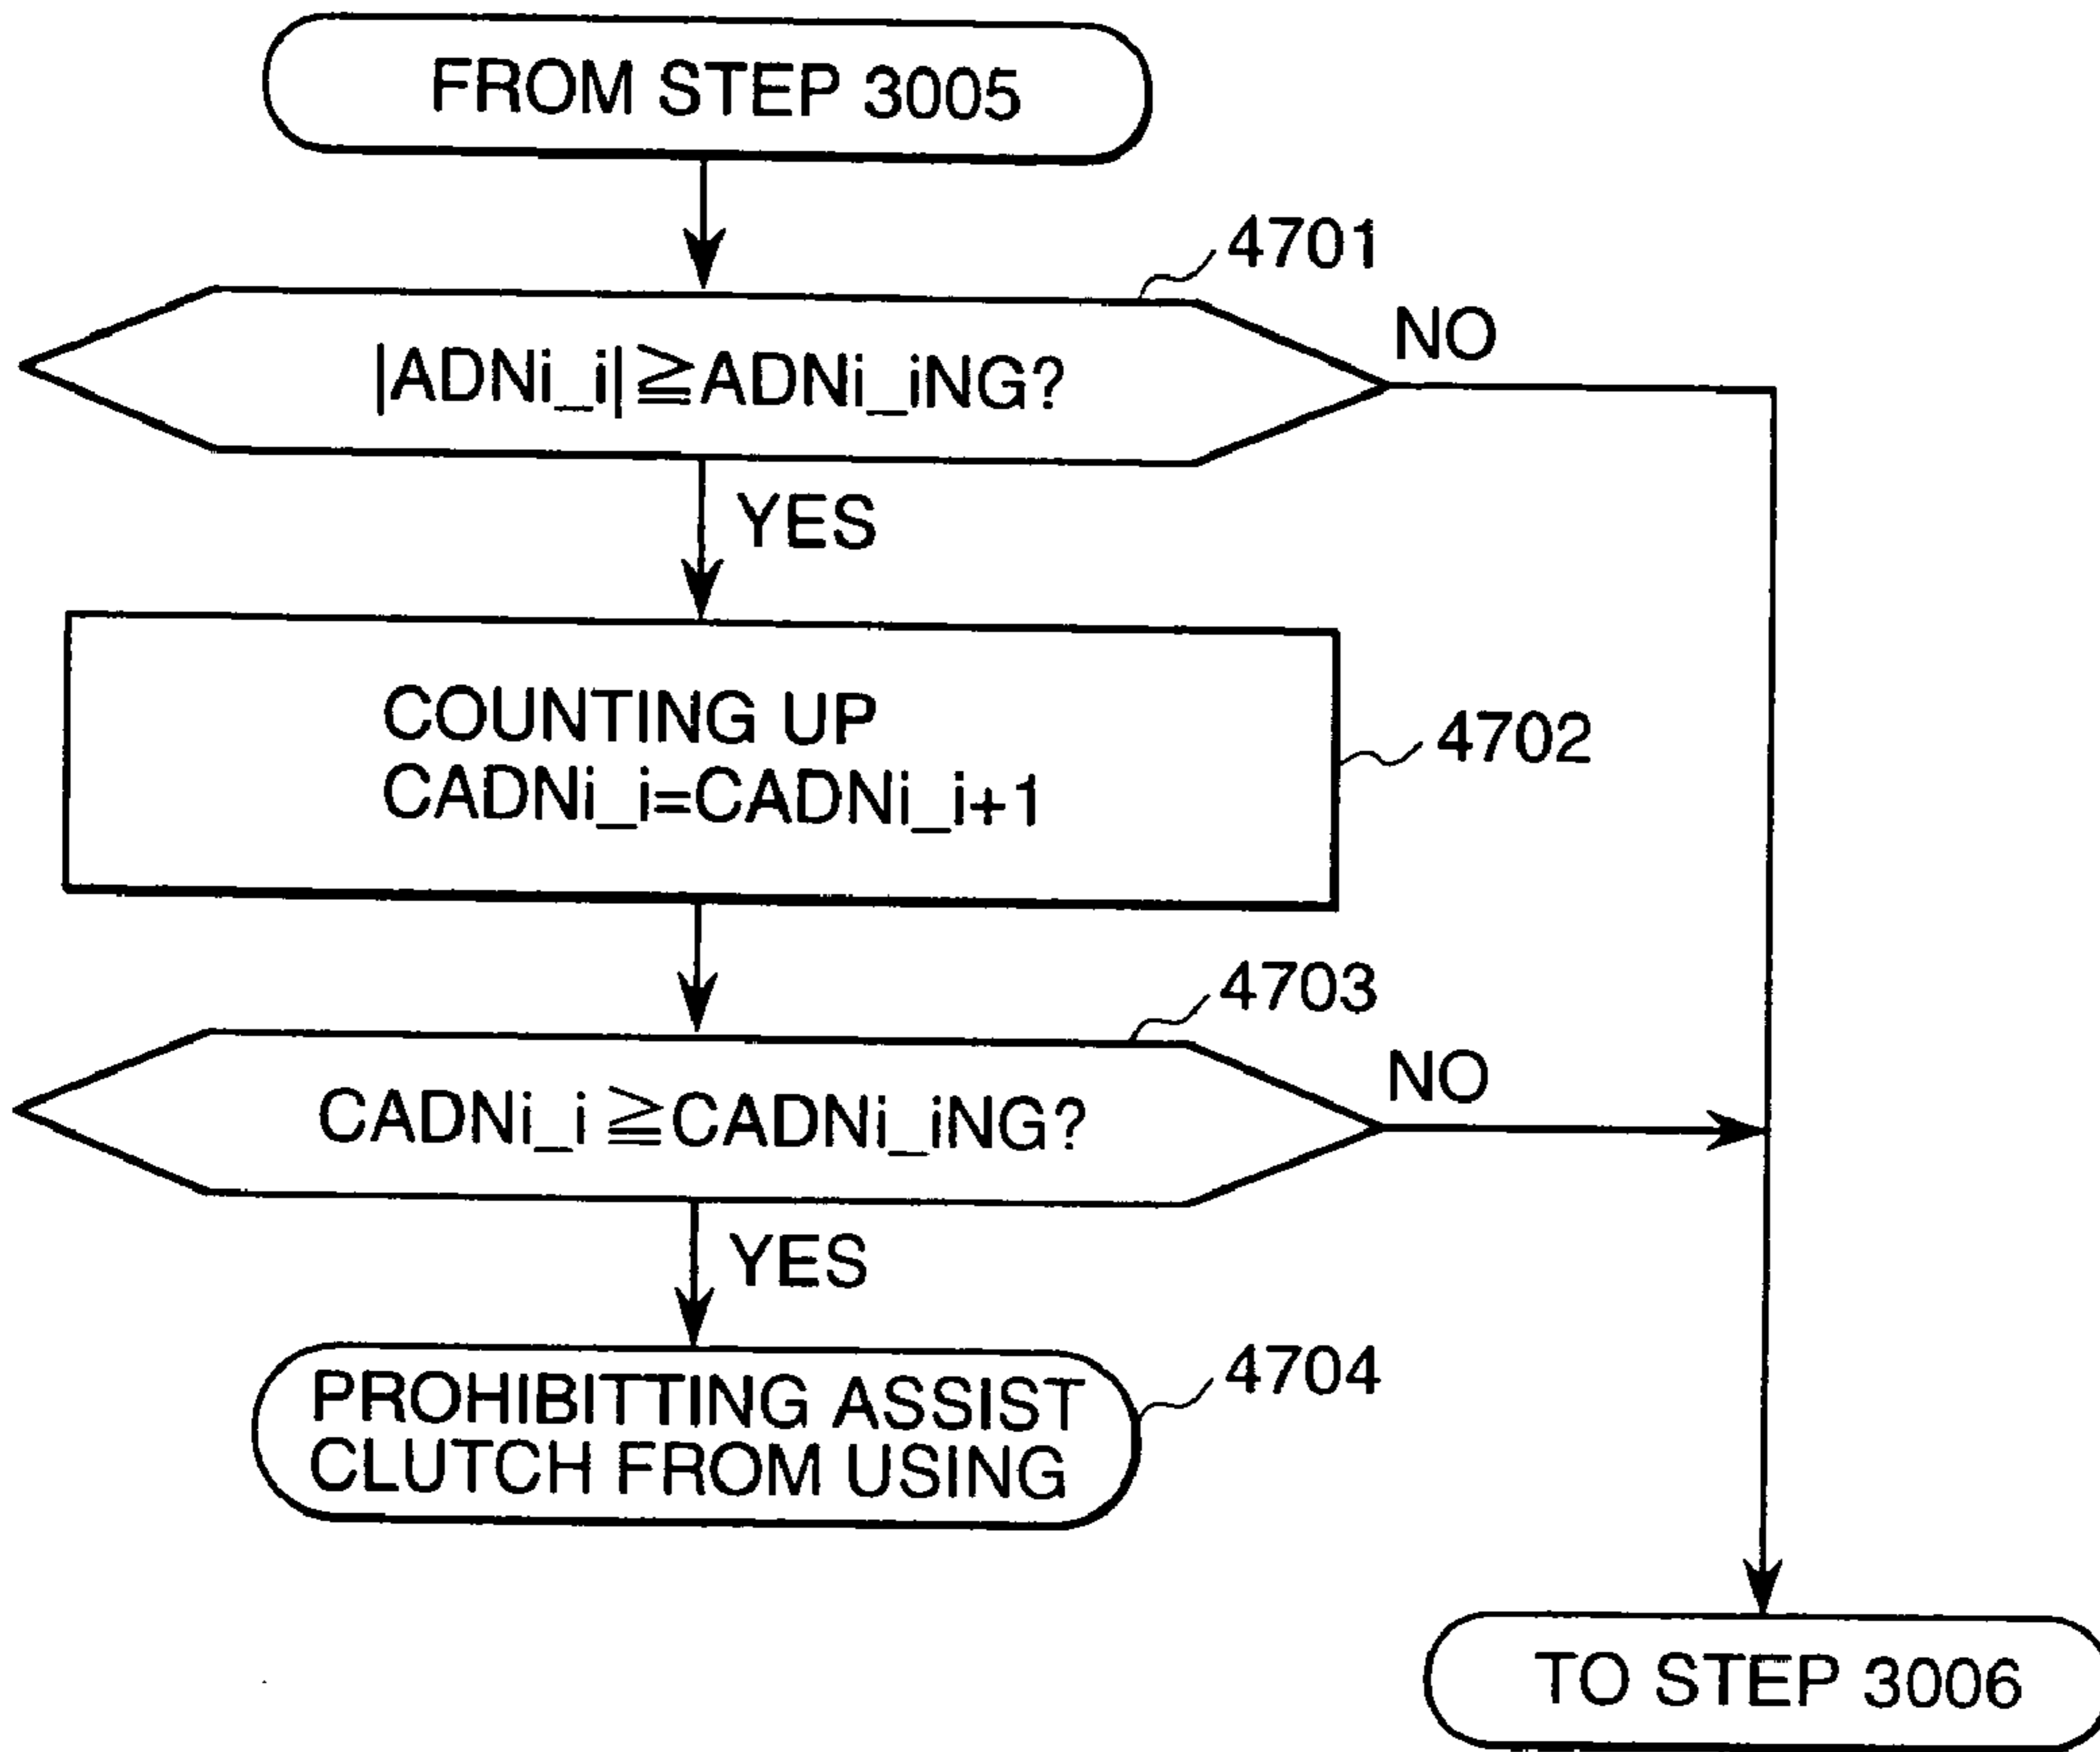 FROM STEP 3005
4701
|ADNi_i|≧ADNi_iNG?
NO
YES
COUNTING UP
CADNi_i=CADNi_i+1
4702
4703
CADNi_i≧CADNi_iNG?
NO
YES
PROHIBITTING ASSIST
CLUTCH FROM USING
4704
TO STEP 3006